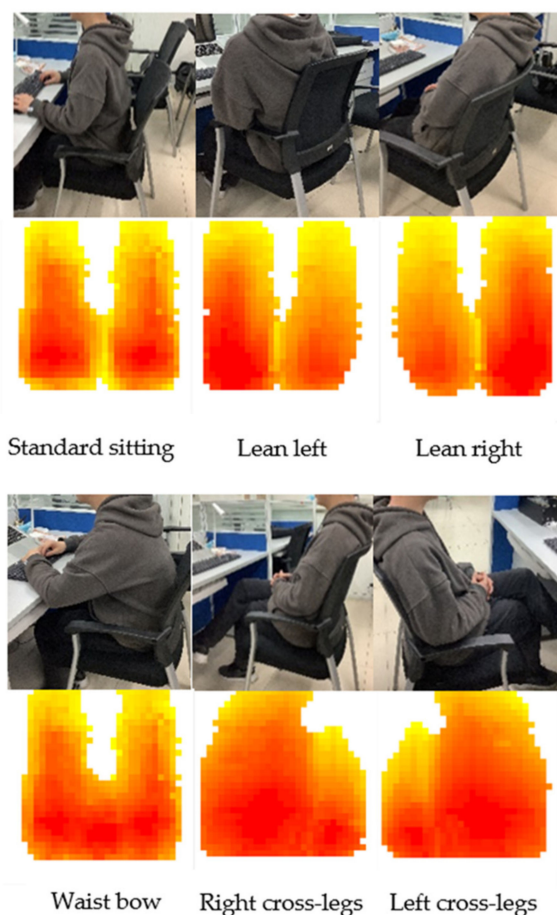 Standard sitting
Lean left
Lean right
Waist bow
Right cross-legs
Left cross-legs